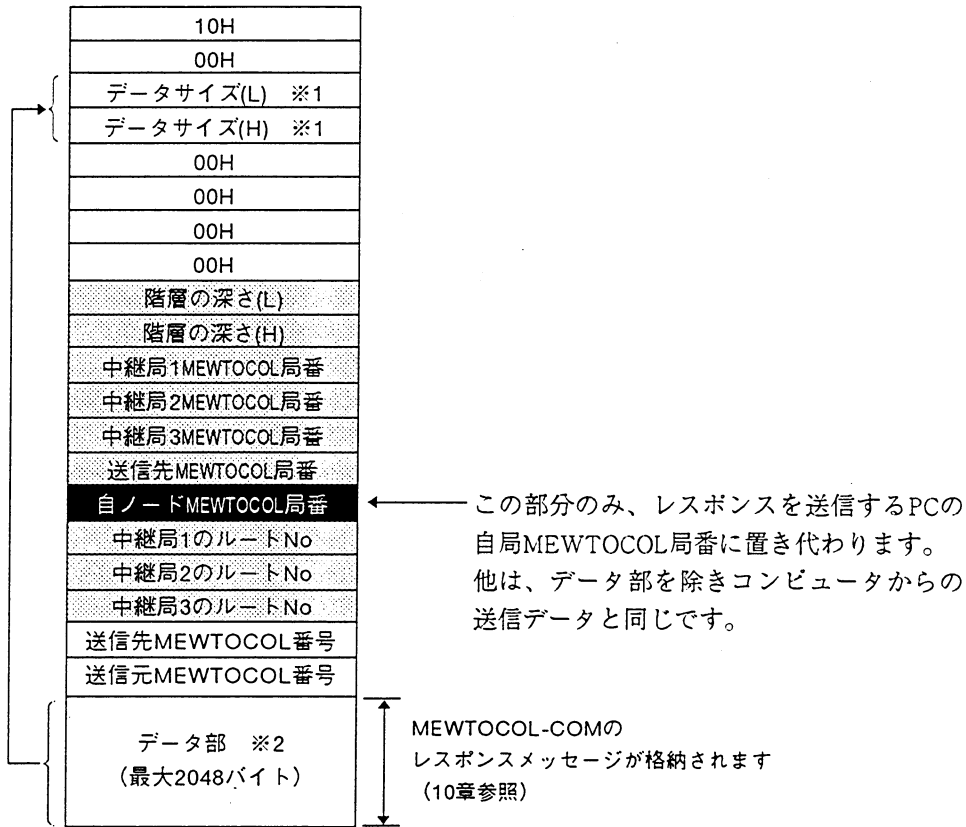 10H
00H
データサイズ(L) ※1
データサイズ(H) ※1
00H
00H
00H
00H
階層の深さ(L)
階層の深さ(H)
中継局1MEWTOCOL局番
中継局2MEWTOCOL局番
中継局3MEWTOCOL局番
送信先MEWTOCOL局番
自ノードMEWTOCOL局番
中継局1のルートNo
中継局2のルートNo
中継局3のルートNo
送信先MEWTOCOL番号
送信元MEWTOCOL番号
データ部 ※2
(最大2048バイト)
この部分のみ、レスポンスを送信するPCの
自局MEWTOCOL局番に置き代わります。
他は、データ部を除きコンピュータからの
送信データと同じです。
MEWTOCOL-COMの
レスポンスメッセージが格納されます
(10章参照)